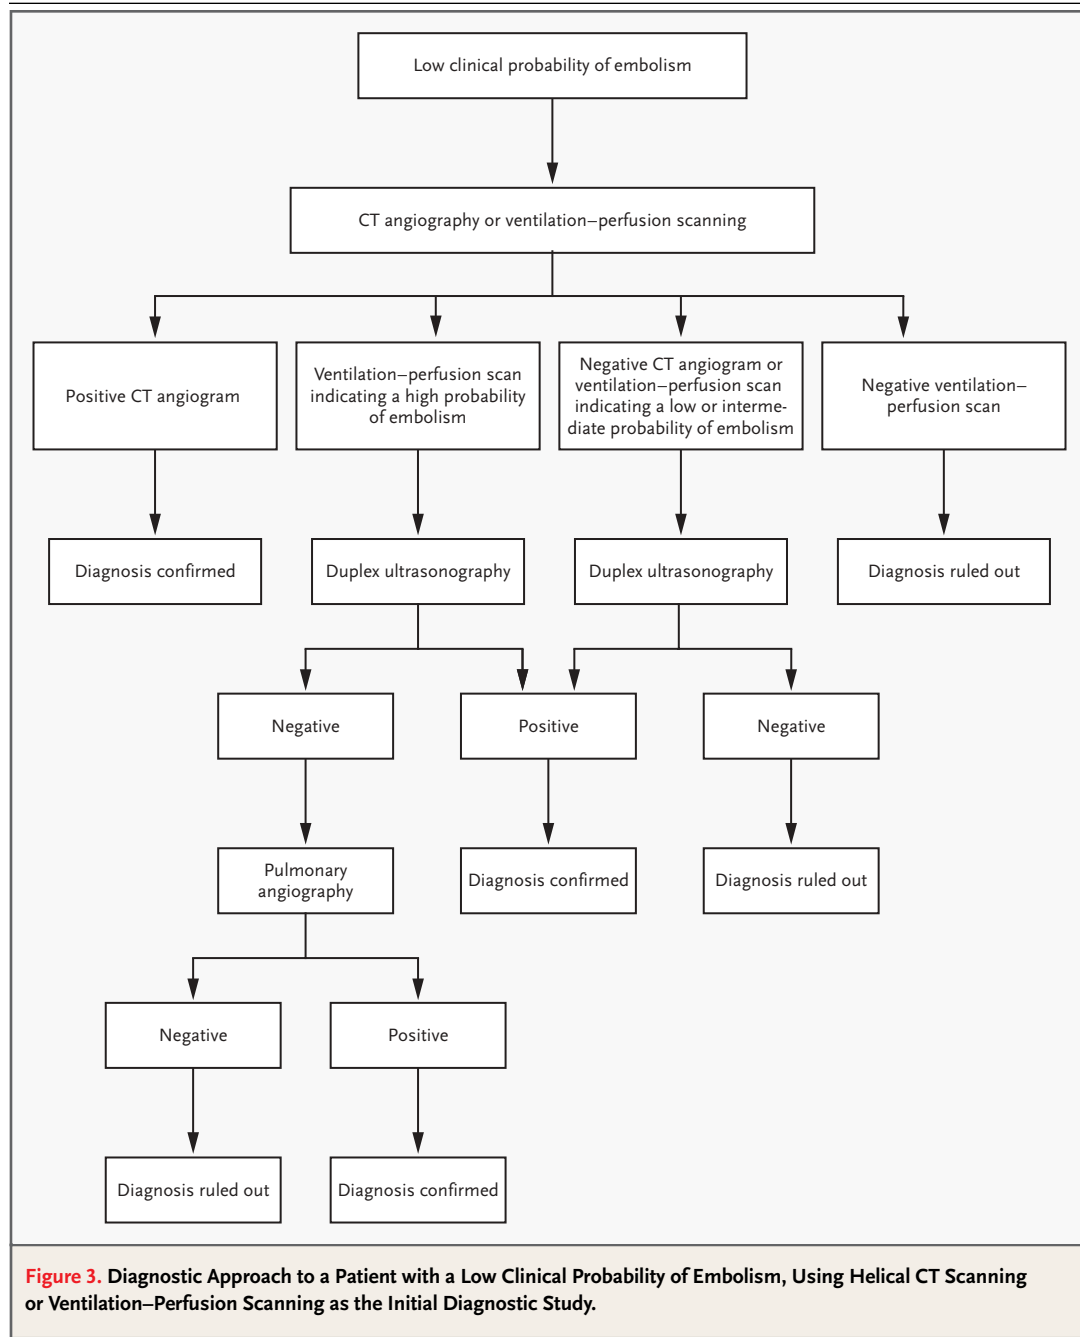 Low clinical probability of embolism
CT angiography or ventilation–perfusion scanning
Positive CT angiogram
Ventilation–perfusion scan
indicating a high probability
of embolism
Negative CT angiogram or
ventilation–perfusion scan
indicating a low or interme-
diate probability of embolism
Negative ventilation–
perfusion scan
Diagnosis confirmed
Duplex ultrasonography
Duplex ultrasonography
Diagnosis ruled out
Negative
Positive
Negative
Pulmonary
angiography
Diagnosis confirmed
Diagnosis ruled out
Negative
Positive
Diagnosis ruled out
Diagnosis confirmed
Figure 3. Diagnostic Approach to a Patient with a Low Clinical Probability of Embolism, Using Helical CT Scanning
or Ventilation–Perfusion Scanning as the Initial Diagnostic Study.